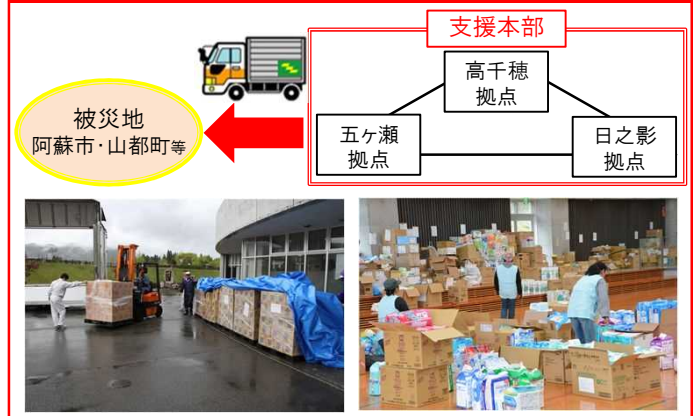 支援本部
高千穂
拠点
五ヶ瀬
拠点
日之影
拠点
被災地
阿蘇市・山都町等